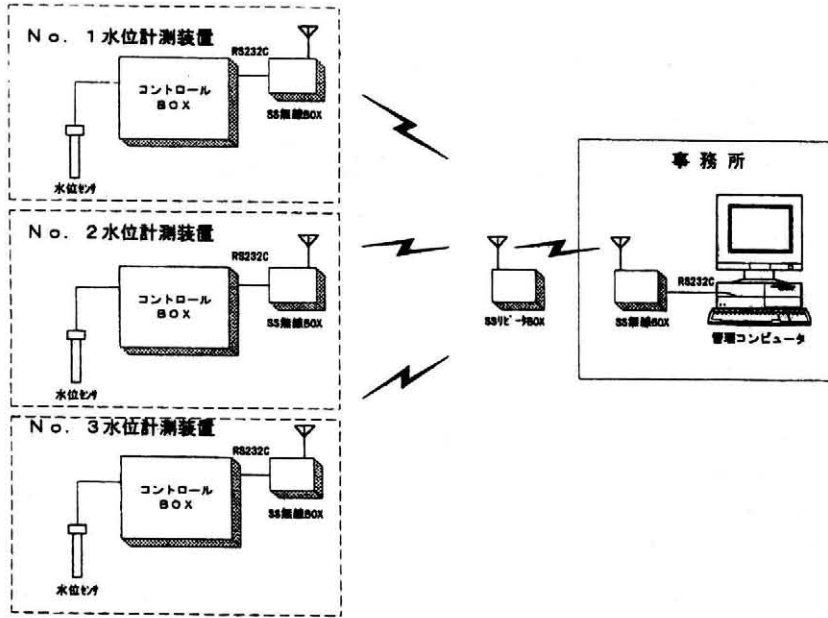 No. 1水位計測装置
RS232C
コントロール
BOX
SS無線BOX
水位センサ
No. 2水位計測装置
RS232C
コントロール
BOX
SS無線BOX
水位センサ
No. 3水位計測装置
RS232C
コントロール
BOX
SS無線BOX
水位センサ
SSリピータBOX
事務所
RS232C
SS無線BOX
管理コンピュータ